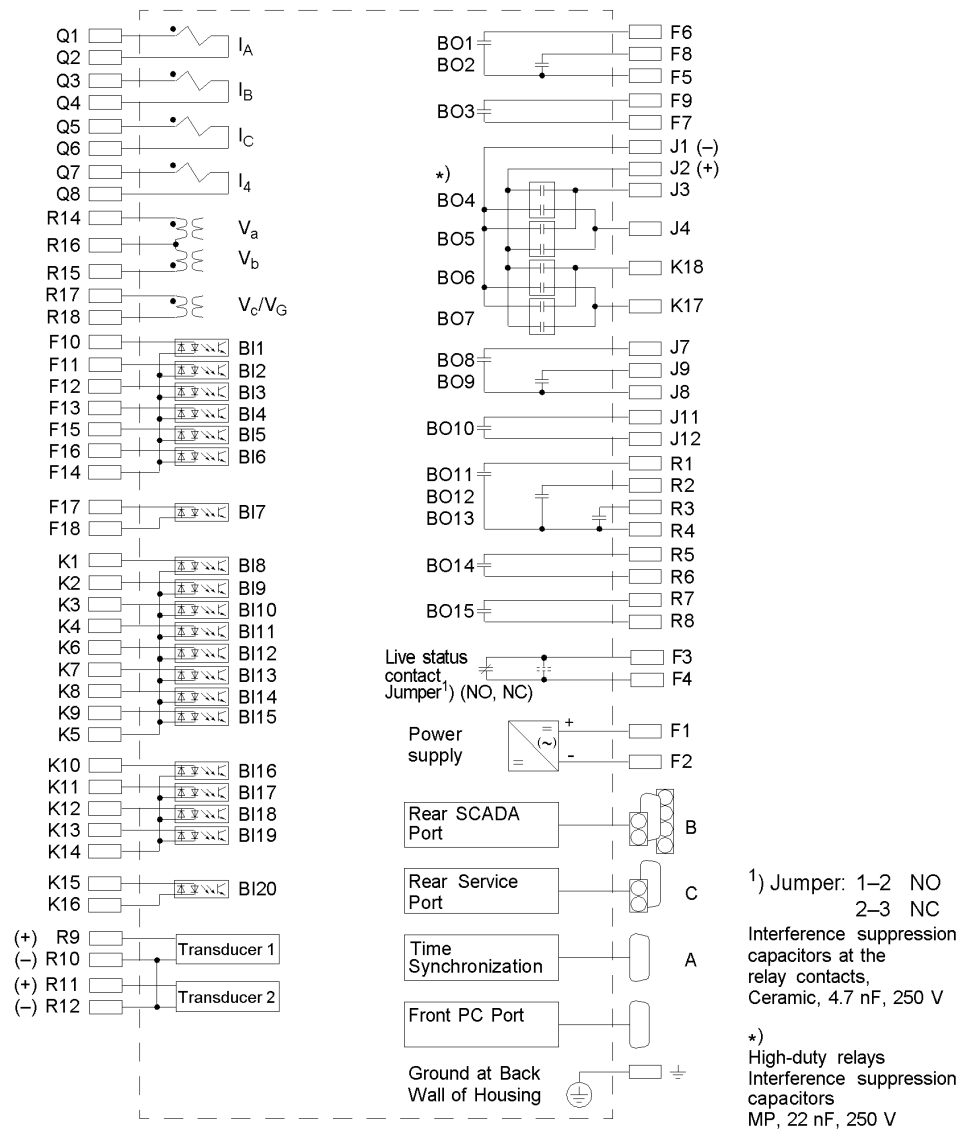 Q1
Q2
I_A
Q3
Q4
I_B
Q5
Q6
I_C
Q7
Q8
I_4
R14
R16
R15
V_a
V_b
R17
R18
V_c/V_G
F10
BI1
F11
BI2
F12
BI3
F13
BI4
F15
BI5
F16
BI6
F14
F17
BI7
F18
K1
BI8
K2
BI9
K3
BI10
K4
BI11
K6
BI12
K7
BI13
K8
BI14
K9
BI15
K5
K10
BI16
K11
BI17
K12
BI18
K13
BI19
K14
K15
BI20
K16
(+) R9
Transducer 1
(–) R10
(+) R11
Transducer 2
(–) R12
BO1
BO2
F6
F8
F5
BO3
F9
F7
J1 (–)
J2 (+)
*)
BO4
J3
BO5
J4
BO6
K18
BO7
K17
BO8
BO9
J7
J9
J8
BO10
J11
J12
BO11
BO12
BO13
R1
R2
R3
R4
BO14
R5
R6
BO15
R7
R8
Live status
contact
Jumper¹) (NO, NC)
F3
F4
Power
supply
=
(~)
=
+
-
F1
F2
Rear SCADA
Port
B
Rear Service
Port
C
Time
Synchronization
A
Front PC Port
Ground at Back
Wall of Housing
¹) Jumper: 1–2 NO
2–3 NC
Interference suppression
capacitors at the
relay contacts,
Ceramic, 4.7 nF, 250 V
*)
High-duty relays
Interference suppression
capacitors
MP, 22 nF, 250 V